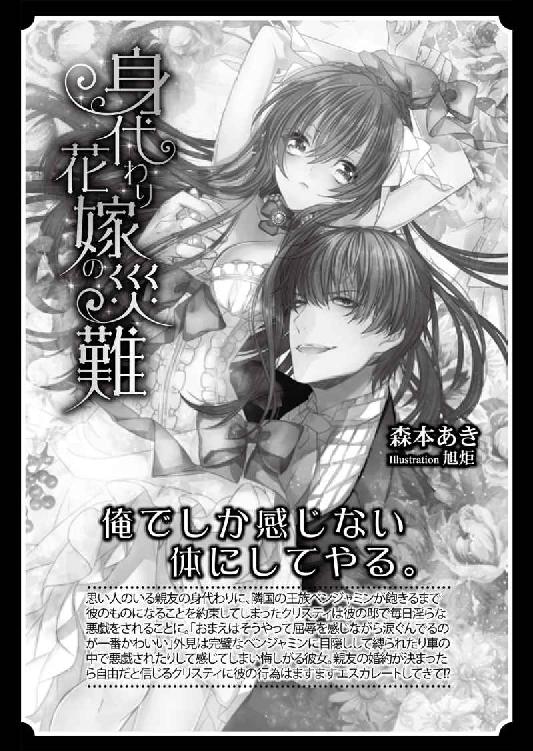 身代わり
花嫁の
災難
森本あき
Illustration 旭炬
俺でしか感じない
体にしてやる。
思い人のいる親友の身代わりに、隣国の王族ベンジャミンが飽きるまで
彼のものになることを約束してしまったクリスティは彼の邸で毎日淫らな
悪戯をされることに。「おまえはそうやって屈辱を感じながら涙ぐんでるの
が一番かわいい」外見は完璧なベンジャミンに目隠しして縛られたり車の
中で悪戯されたりして感じてしまい悔しがる彼女。親友の婚約が決まった
ら自由だと信じるクリスティに彼の行為はますますエスカレートしてきて!?